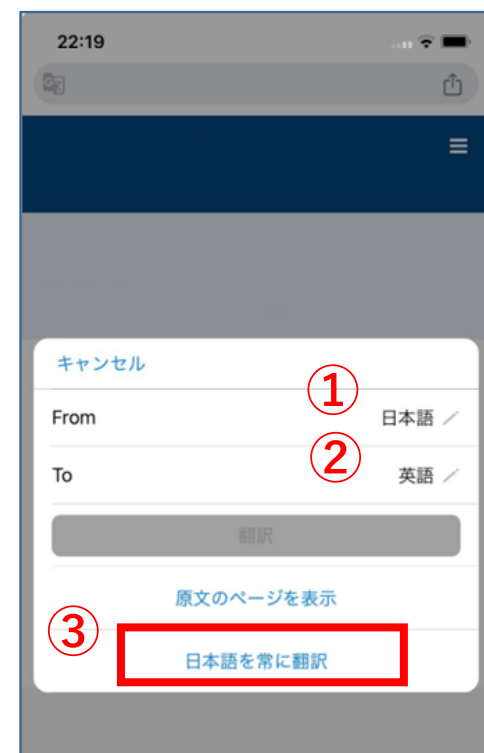 22:19
キャンセル
①
From 日本語
②
To 英語
翻訳
原文のページを表示
③
日本語を常に翻訳